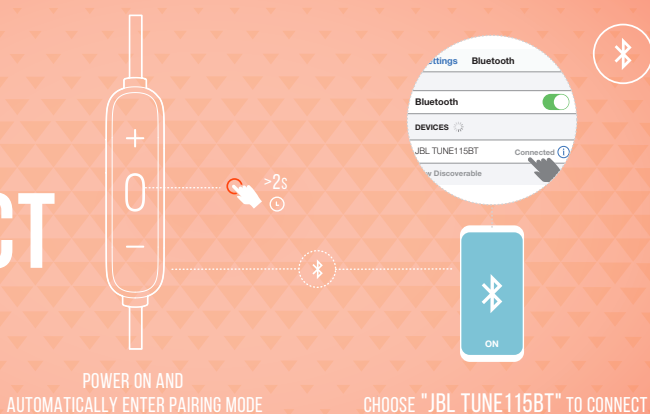 ettings Bluetooth
Bluetooth
DEVICES
JBL TUNE115BT Connected
Discoverable
CT
>2s
ON
POWER ON AND
AUTOMATICALLY ENTER PAIRING MODE
CHOOSE "JBL TUNE115BT" TO CONNECT